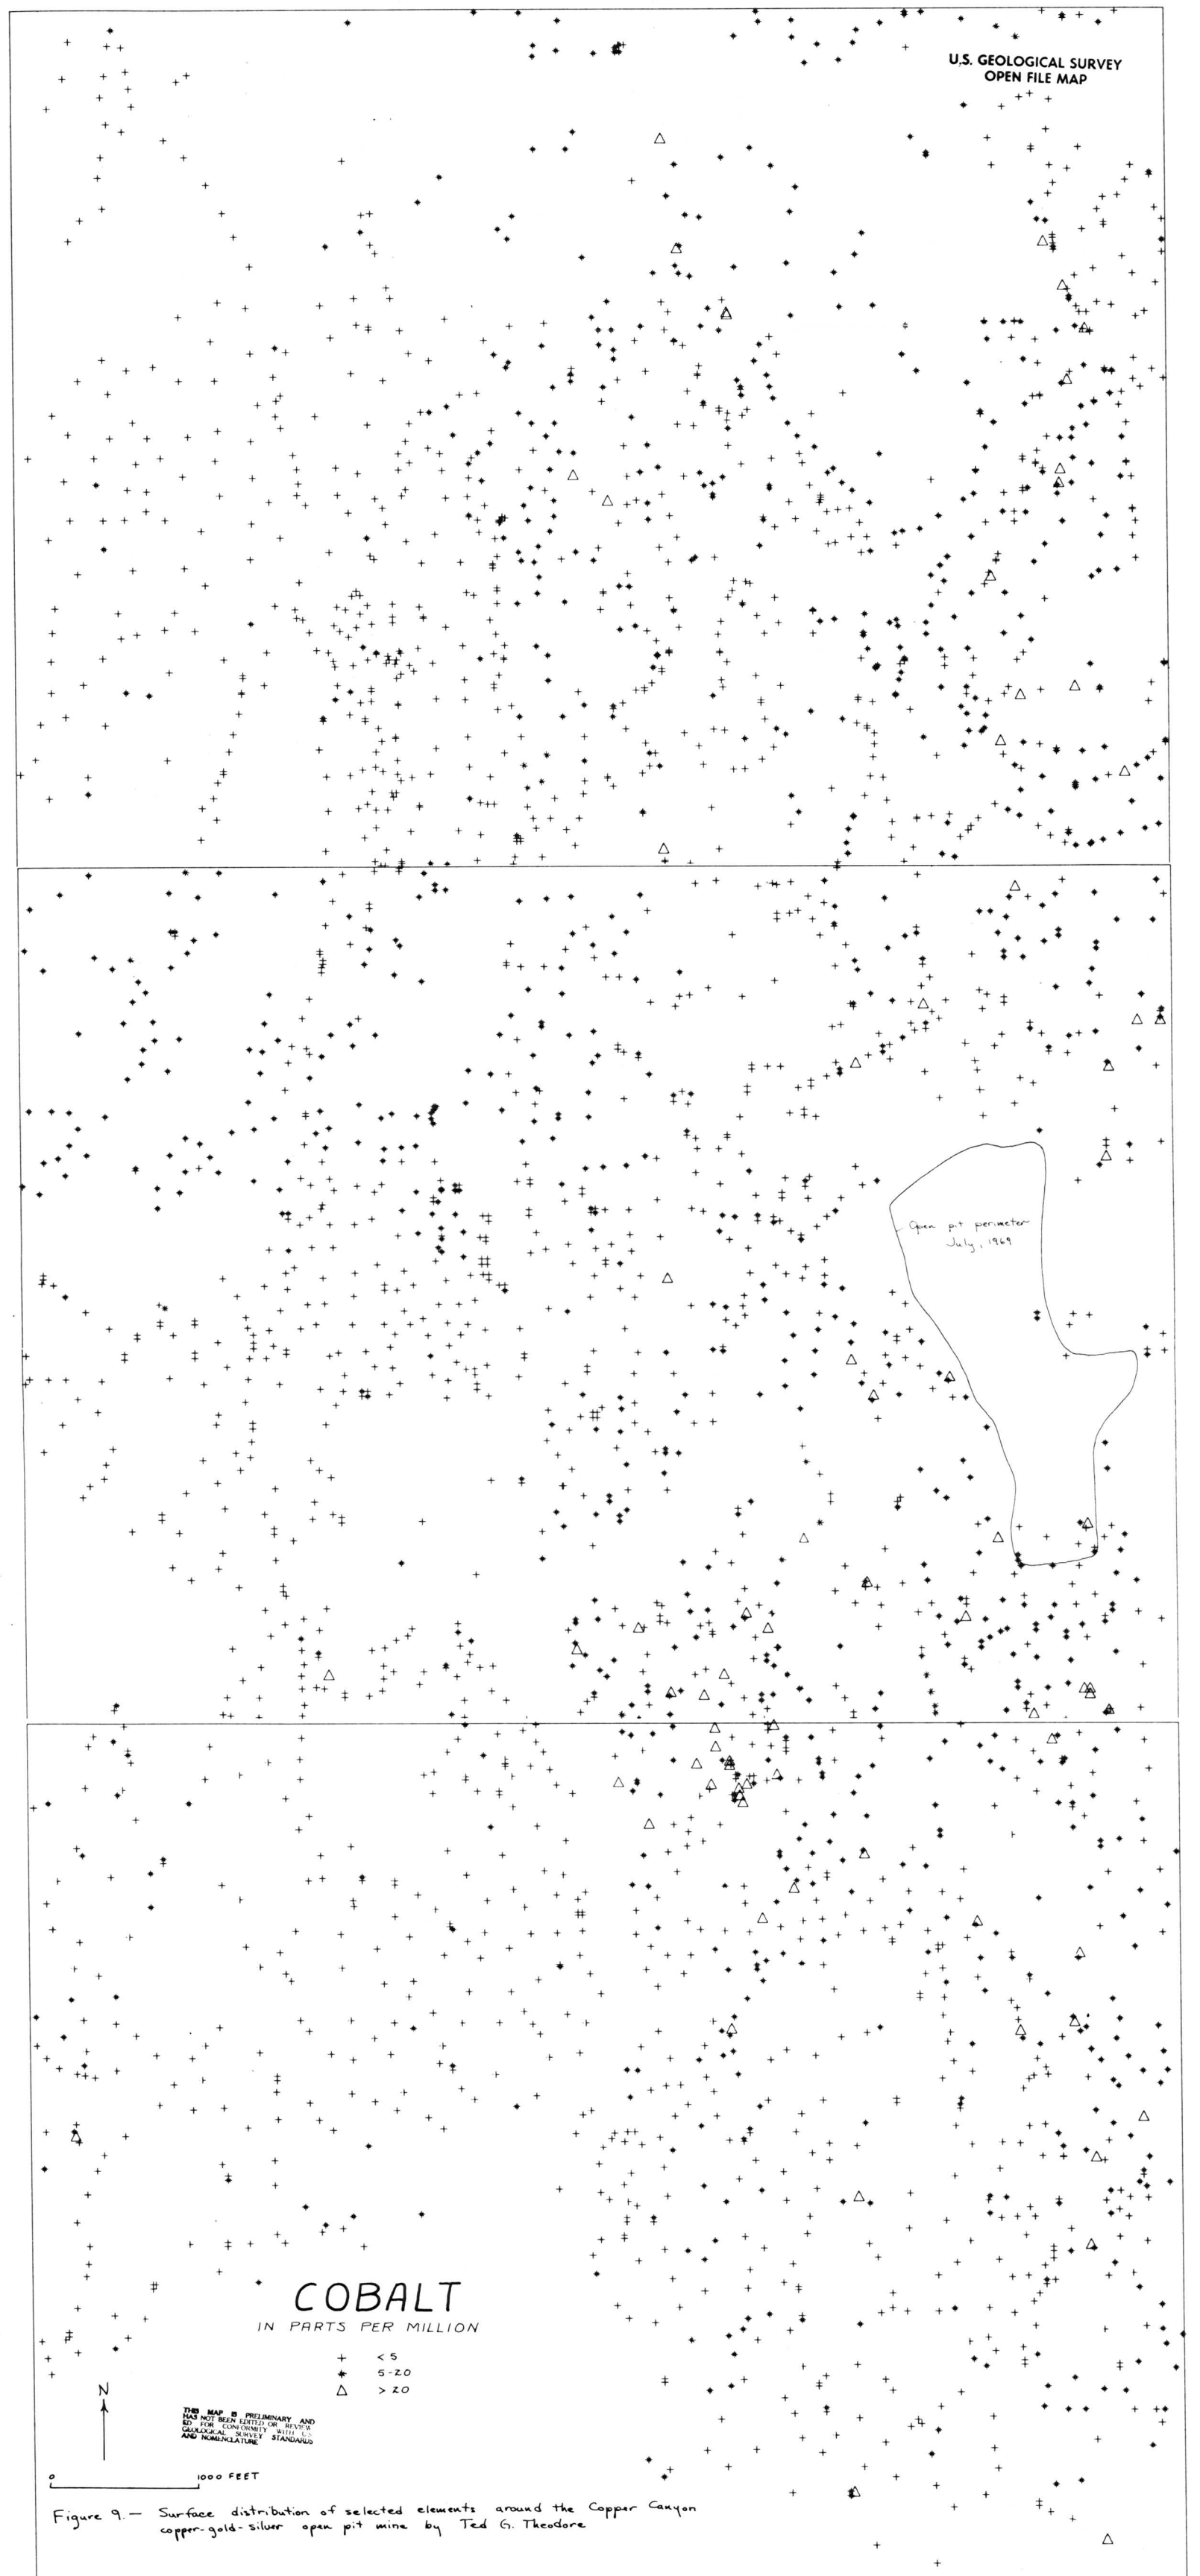 U.S. GEOLOGICAL SURVEY
OPEN FILE MAP
Open pit perimeter
July, 1969
COBALT
IN PARTS PER MILLION
+ < 5
5-20
△ > 20
N
THIS MAP IS PRELIMINARY AND
HAS NOT BEEN EDITED OR REVIEW
ED FOR CONFORMITY WITH U.S.
GEOLOGICAL SURVEY STANDARDS
AND NOMENCLATURE
0 1000 FEET
Figure 9.— Surface distribution of selected elements around the Copper Canyon
copper-gold-silver open pit mine by Ted G. Theodore